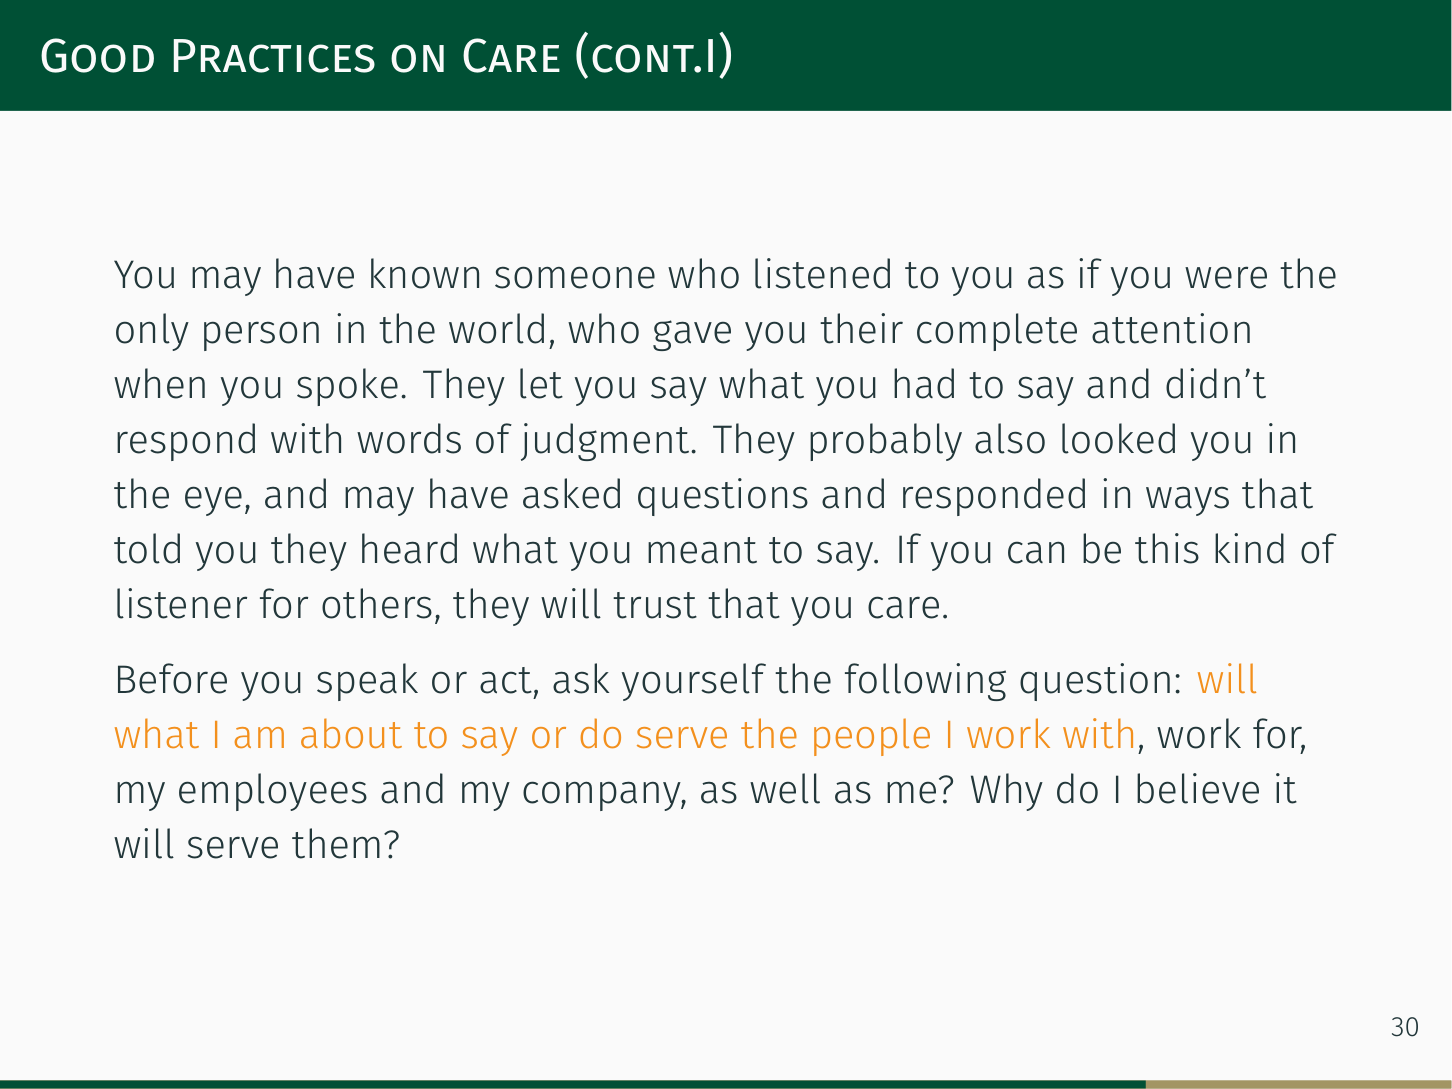 Good Practices on Care (cont.I)
You may have known someone who listened to you as if you were the
only person in the world, who gave you their complete attention
when you spoke. They let you say what you had to say and didn’t
respond with words of judgment. They probably also looked you in
the eye, and may have asked questions and responded in ways that
told you they heard what you meant to say. If you can be this kind of
listener for others, they will trust that you care.
Before you speak or act, ask yourself the following question: will
what I am about to say or do serve the people I work with, work for,
my employees and my company, as well as me? Why do I believe it
will serve them?
30